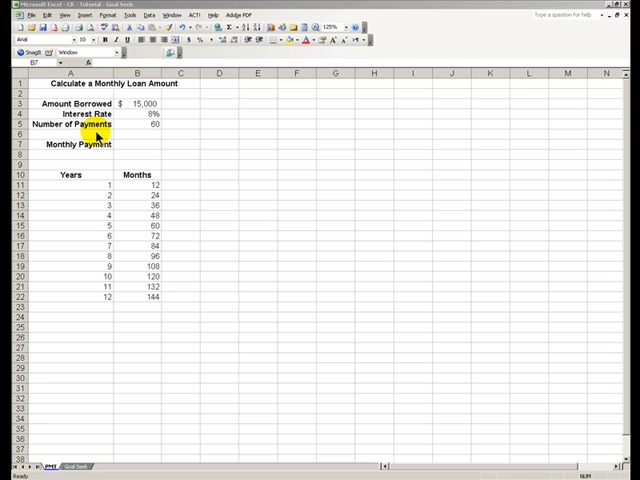 Microsoft Excel - CR - Tutorial - Goal Seek
File Edit View Insert Format Tools Data Window ACT! Help Adobe PDF
Type a question for help
125%
Arial 10 B I U
SnagIt Window
B7 fx
A B C D E F G H I J K L M N
1 Calculate a Monthly Loan Amount
2
3 Amount Borrowed $ 15,000
4 Interest Rate 8%
5 Number of Payments 60
6
7 Monthly Payment
8
9
10 Years Months
11 1 12
12 2 24
13 3 36
14 4 48
15 5 60
16 6 72
17 7 84
18 8 96
19 9 108
20 10 120
21 11 132
22 12 144
23
24
25
26
27
28
29
30
31
32
33
34
35
36
37
38
PMT Goal Seek
Ready NUM